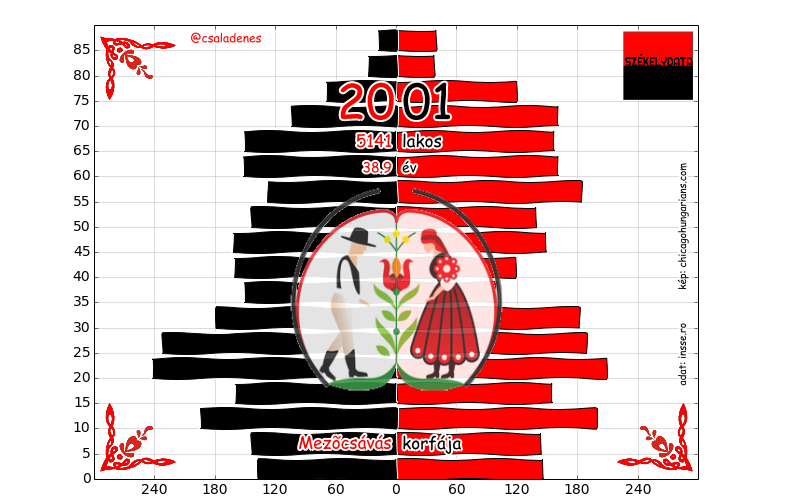 @csaladenes
SZÉKELYDATA
2001
5141 lakos
38.9 év
kép: chicagohungarians.com
adat: insse.ro
Mezőcsávás korfája
85
80
75
70
65
60
55
50
45
40
35
30
25
20
15
10
5
0
240 180 120 60 0 60 120 180 240